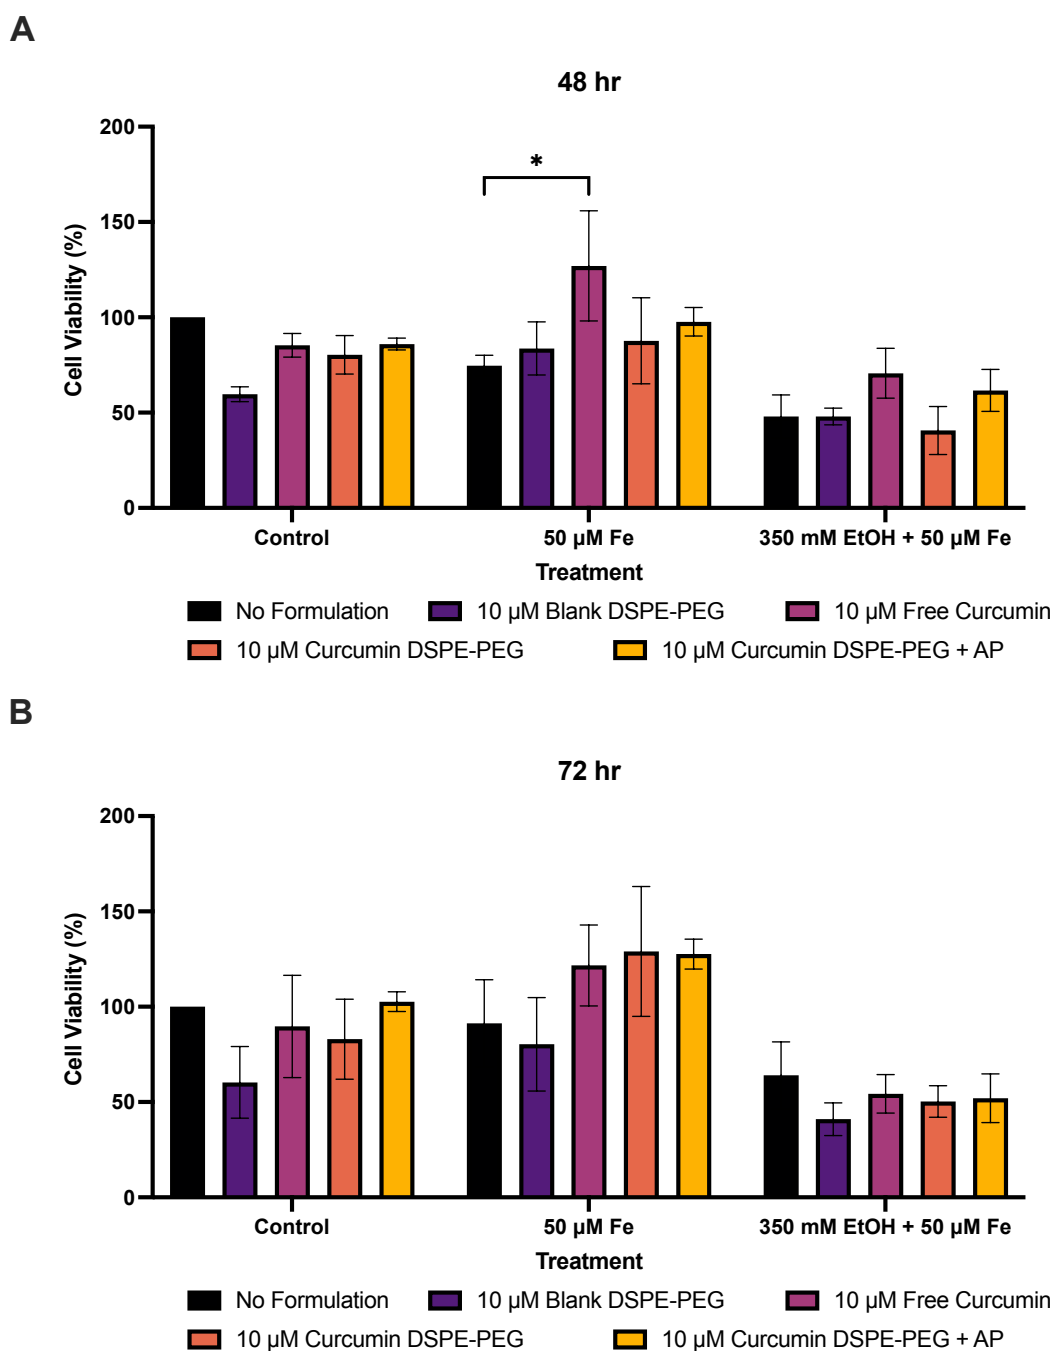 A
48 hr
200
150
100
50
0
Cell Viability (%)
*
Control
50 µM Fe
350 mM EtOH + 50 µM Fe
Treatment
No Formulation
10 µM Blank DSPE-PEG
10 µM Free Curcumin
10 µM Curcumin DSPE-PEG
10 µM Curcumin DSPE-PEG + AP
B
72 hr
200
150
100
50
0
Cell Viability (%)
Control
50 µM Fe
350 mM EtOH + 50 µM Fe
Treatment
No Formulation
10 µM Blank DSPE-PEG
10 µM Free Curcumin
10 µM Curcumin DSPE-PEG
10 µM Curcumin DSPE-PEG + AP